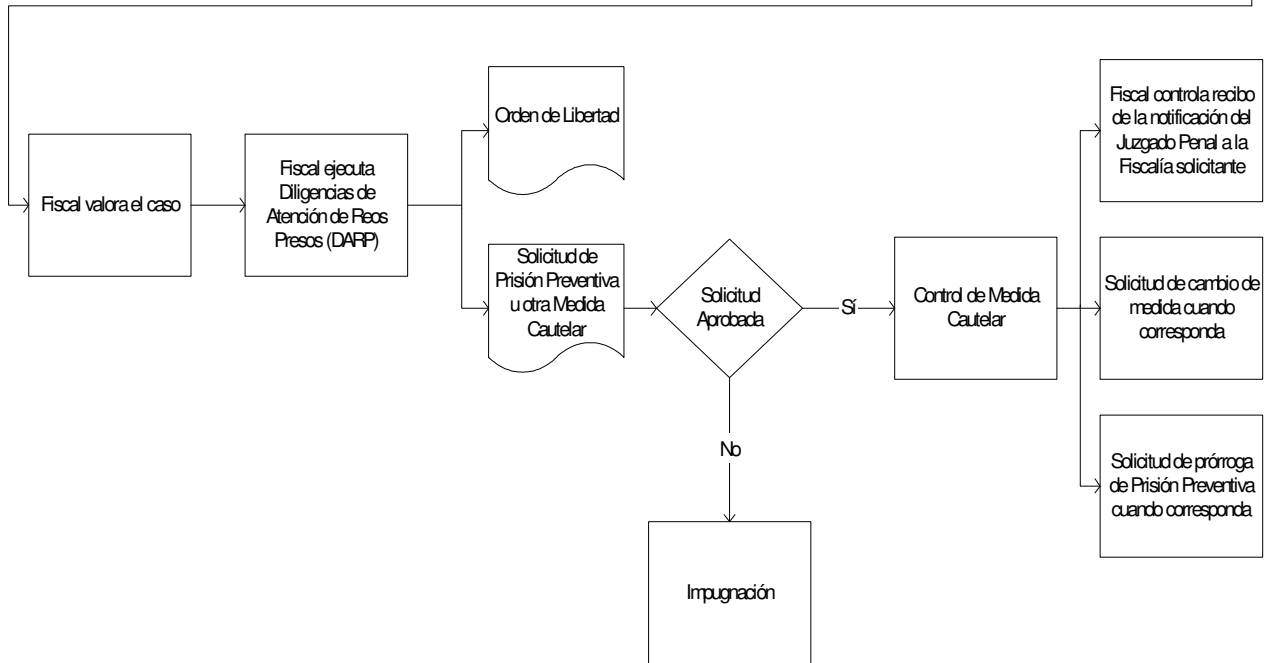 Fiscal valora el caso
Fiscal ejecuta
Diligencias de
Atención de Reos
Presos (DARP)
Orden de Libertad
Solicitud de
Prisión Preventiva
u otra Medida
Cautelar
Solicitud
Aprobada
Sí
No
Impugnación
Control de Medida
Cautelar
Fiscal controla recibo
de la notificación del
Juzgado Penal a la
Fiscalía solicitante
Solicitud de cambio de
medida cuando
corresponda
Solicitud de prórroga
de Prisión Preventiva
cuando corresponda